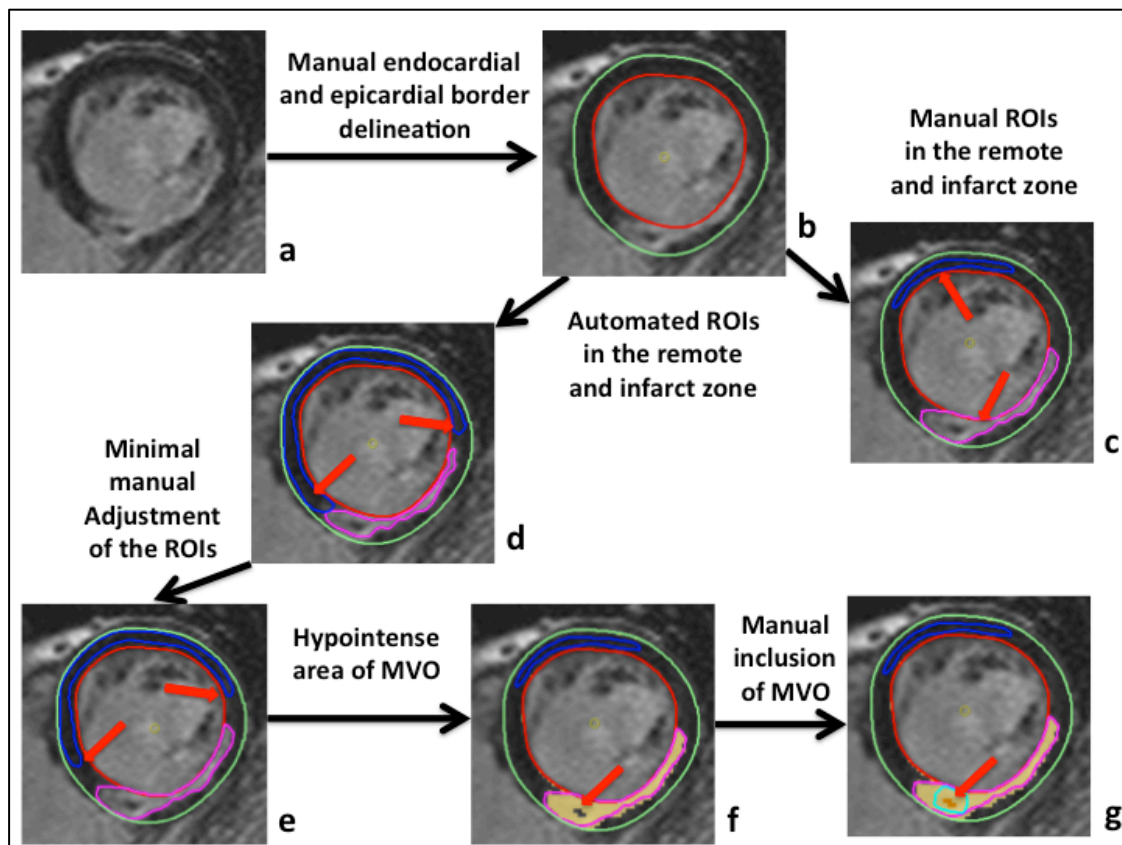 Manual endocardial
and epicardial border
delineation
a
b
Manual ROIs
in the remote
and infarct zone
c
Automated ROIs
in the remote
and infarct zone
d
Minimal
manual
Adjustment
of the ROIs
e
Hypointense
area of MVO
f
Manual
inclusion
of MVO
g